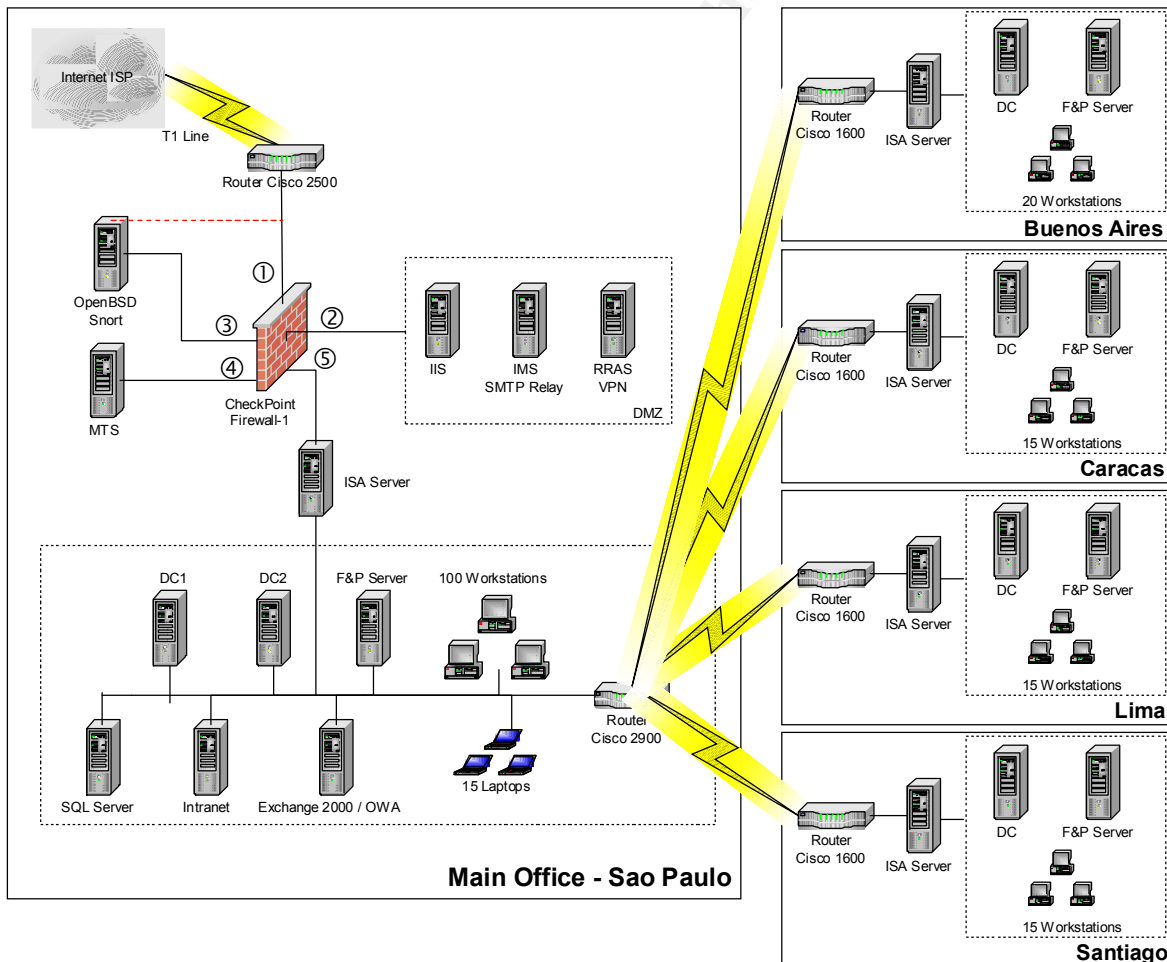 Internet ISP
T1 Line
Router Cisco 2500
OpenBSD
Snort
①
②
③
④
⑤
MTS
CheckPoint
Firewall-1
IIS
IMS
SMTP Relay
RRAS
VPN
DMZ
ISA Server
DC1
DC2
F&P Server
100 Workstations
SQL Server
Intranet
Exchange 2000 / OWA
15 Laptops
Router
Cisco 2900
Main Office - Sao Paulo
Router
Cisco 1600
ISA Server
DC
F&P Server
20 Workstations
Buenos Aires
Router
Cisco 1600
ISA Server
DC
F&P Server
15 Workstations
Caracas
Router
Cisco 1600
ISA Server
DC
F&P Server
15 Workstations
Lima
Router
Cisco 1600
ISA Server
DC
F&P Server
15 Workstations
Santiago